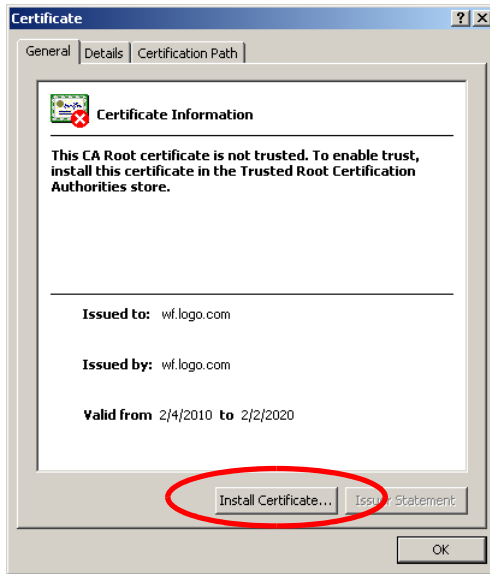 Certificate
General Details Certification Path
Certificate Information
This CA Root certificate is not trusted. To enable trust,
install this certificate in the Trusted Root Certification
Authorities store.
Issued to: wf.logo.com
Issued by: wf.logo.com
Valid from 2/4/2010 to 2/2/2020
Install Certificate... Issuer Statement
OK